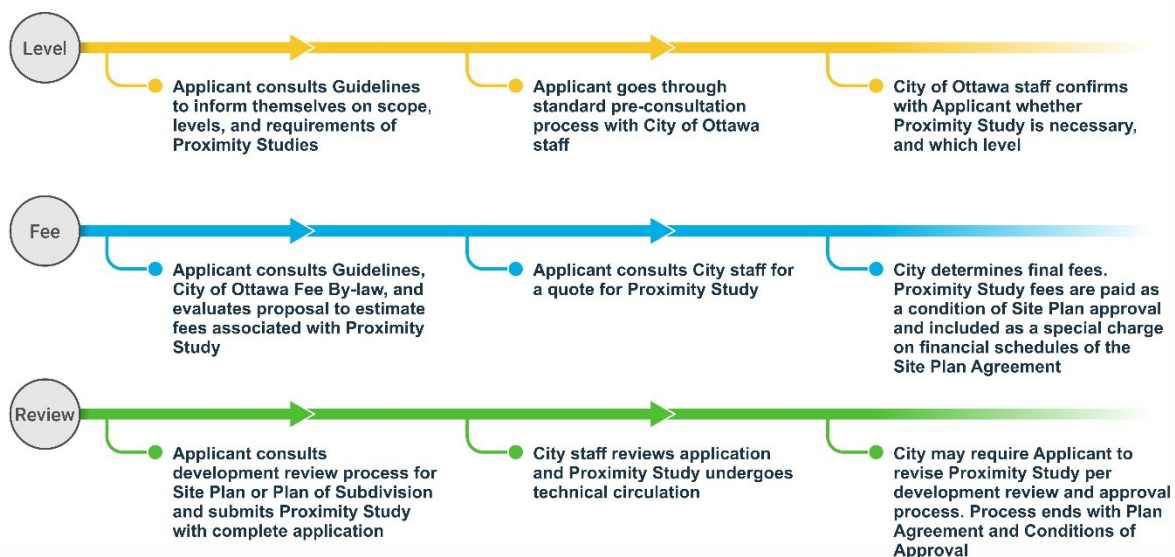 Level
Applicant consults Guidelines
to inform themselves on scope,
levels, and requirements of
Proximity Studies
Applicant goes through
standard pre-consultation
process with City of Ottawa
staff
City of Ottawa staff confirms
with Applicant whether
Proximity Study is necessary,
and which level
Fee
Applicant consults Guidelines,
City of Ottawa Fee By-law, and
evaluates proposal to estimate
fees associated with Proximity
Study
Applicant consults City staff for
a quote for Proximity Study
City determines final fees.
Proximity Study fees are paid as
a condition of Site Plan approval
and included as a special charge
on financial schedules of the
Site Plan Agreement
Review
Applicant consults
development review process for
Site Plan or Plan of Subdivision
and submits Proximity Study
with complete application
City staff reviews application
and Proximity Study undergoes
technical circulation
City may require Applicant to
revise Proximity Study per
development review and approval
process. Process ends with Plan
Agreement and Conditions of
Approval